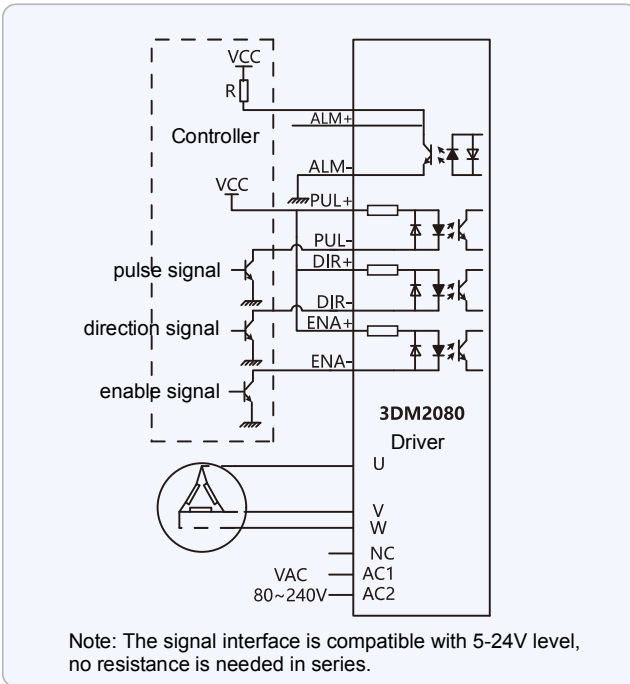 VCC
R
ALM+
Controller
ALM-
VCC
PUL+
PUL-
pulse signal
DIR+
DIR-
direction signal
ENA+
ENA-
enable signal
3DM2080
Driver
U
V
W
NC
VAC
AC1
80~240V
AC2
Note: The signal interface is compatible with 5-24V level,
no resistance is needed in series.